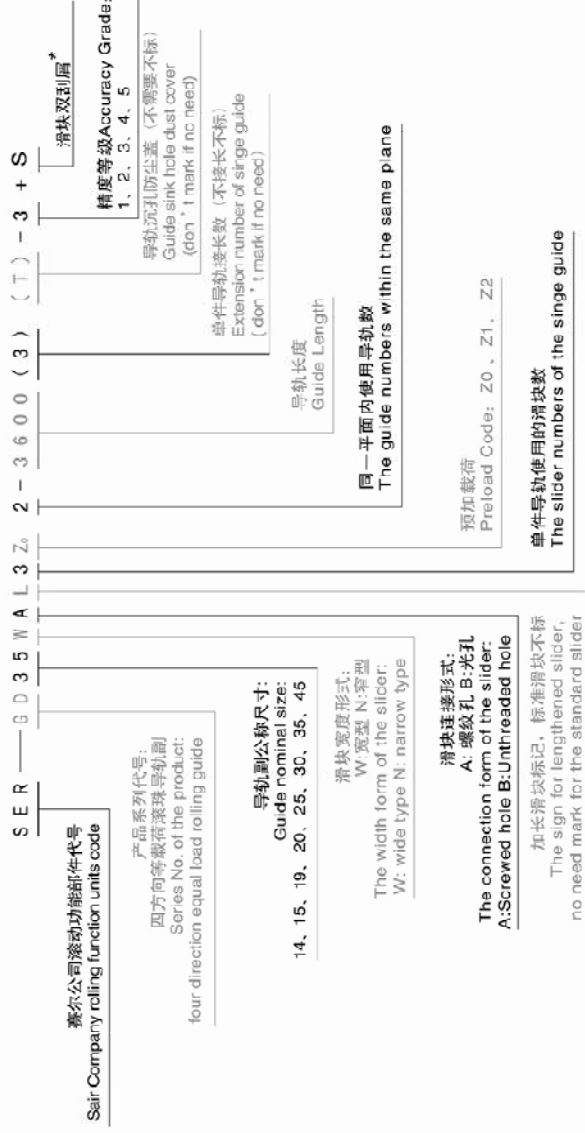 SER — GD 35 W A L 3 Z₀ 2 - 3600 (3) (T) - 3 + S
赛尔公司滚动功能部件代号
Sair Company rolling function units code
产品系列代号:
四方向等载荷滚珠导轨副
Series No. of the product:
four direction equal load rolling guide
导轨副公称尺寸:
Guide nominal size:
14、15、19、20、25、30、35、45
滑块宽度形式:
W:宽型 N:窄型
The width form of the slicer:
W: wide type N: narrow type
滑块连接形式:
A: 螺纹孔 B:光孔
The connection form of the slider:
A:Screwed hole B:Unthreaded hole
加长滑块标记，标准滑块不标
The sign for lengthened slider,
no need mark for the standard slider
单件导轨使用的滑块数
The slider numbers of the singe guide
预加载荷
Preload Code: Z0 、Z1、 Z2
同一平面内使用导轨数
The guide numbers within the same plane
导轨长度
Guide Length
单件导轨接长数（不接长不标）
Extension number of singe guide
( don＇t mark if no need )
导轨沉孔防尘盖（不需要不标）
Guide sink hole dust cover
(don＇t mark if no need)
精度等级Accuracy Grade:
1、2、3、4、5
滑块双刮屑*